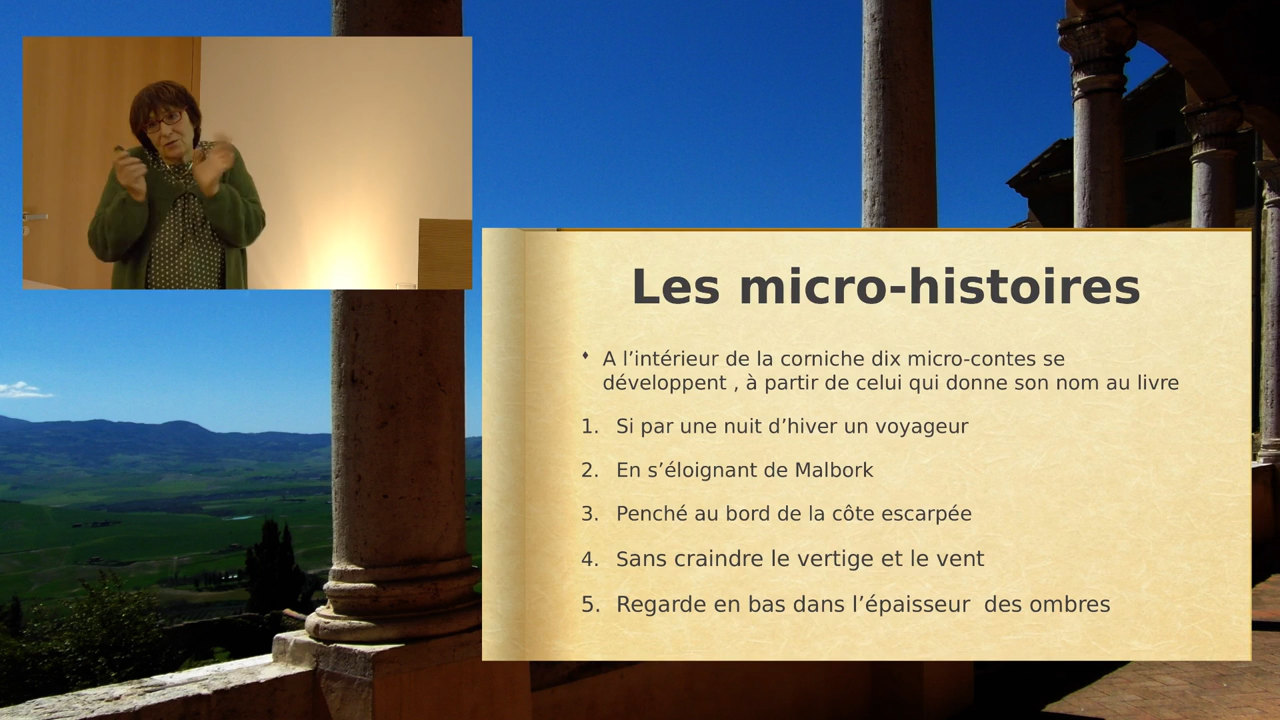 Les micro-histoires
A l’intérieur de la corniche dix micro-contes se
développent , à partir de celui qui donne son nom au livre
1. Si par une nuit d’hiver un voyageur
2. En s’éloignant de Malbork
3. Penché au bord de la côte escarpée
4. Sans craindre le vertige et le vent
5. Regarde en bas dans l’épaisseur  des ombres